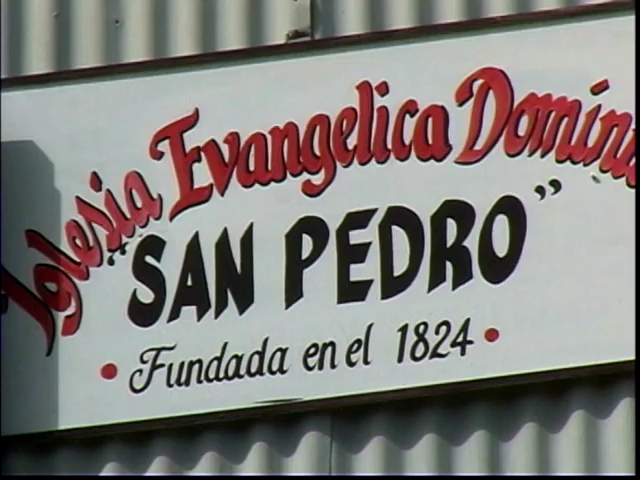 Iglesia Evangelica
"SAN PEDRO"
• Fundada en el 1824 •